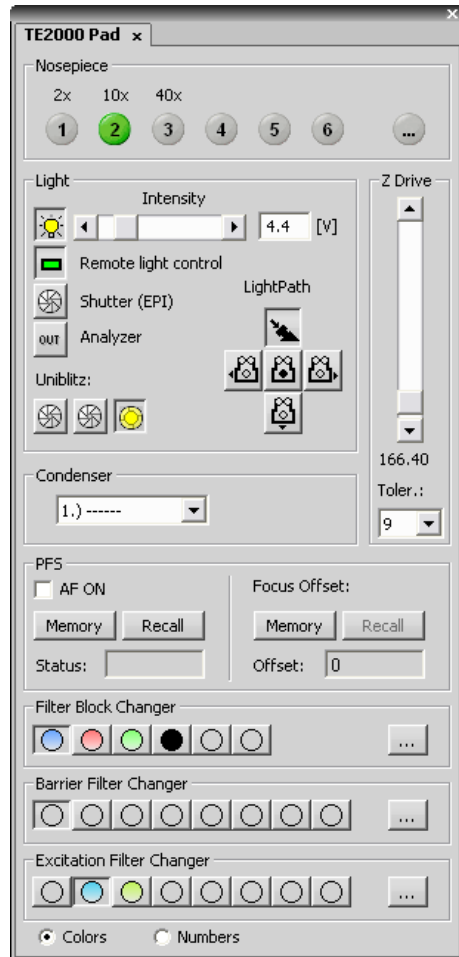 TE2000 Pad x
Nosepiece
2x 10x 40x
1 2 3 4 5 6 ...
Light
Intensity
4.4 [V]
Remote light control
Shutter (EPI)
LightPath
OUT Analyzer
Uniblitz:
Z Drive
166.40
Toler.:
9
Condenser
1.) ------
PFS
AF ON
Memory Recall
Status:
Focus Offset:
Memory Recall
Offset: 0
Filter Block Changer
...
Barrier Filter Changer
...
Excitation Filter Changer
...
Colors Numbers